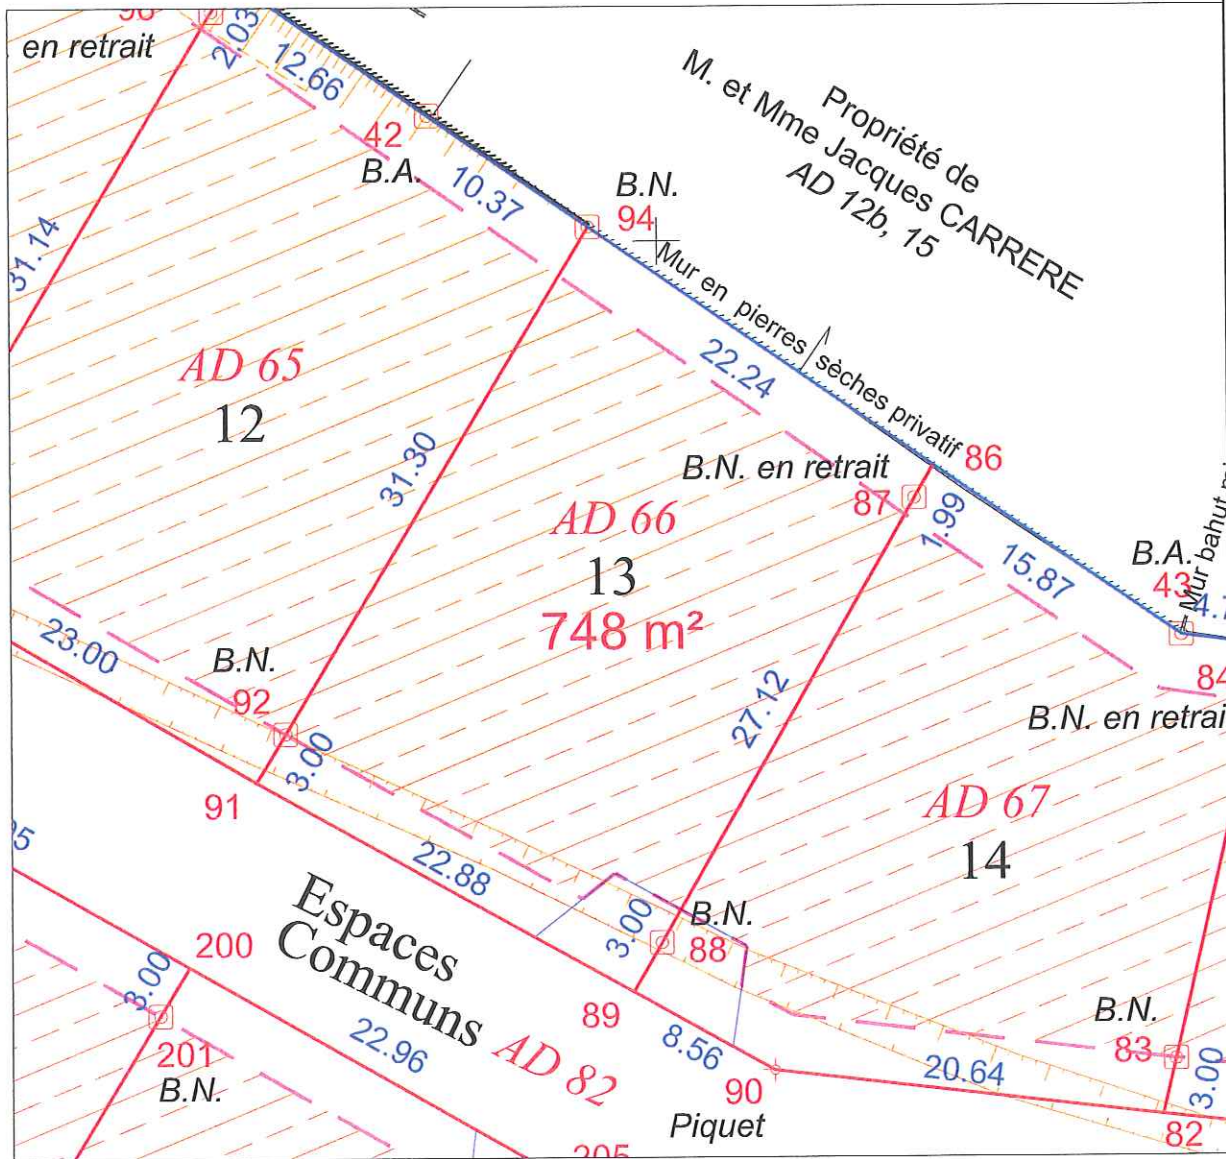 en retrait
2.03
12.66
42
B.A.
10.37
B.N.
94
Propriété de
M. et Mme Jacques CARRERE
AD 12b, 15
Mur en pierres sèches privatif
31.14
AD 65
12
31.30
22.24
86
B.N. en retrait
87
1.99
15.87
AD 66
13
748 m²
B.A.
43
Mur bahut
23.00
B.N.
92
3.00
27.12
84
B.N. en retrai
91
22.88
AD 67
14
Espaces
Communs
AD 82
3.00
B.N.
88
200
3.00
201
B.N.
22.96
89
8.56
90
Piquet
20.64
B.N.
83
3.00
82
205